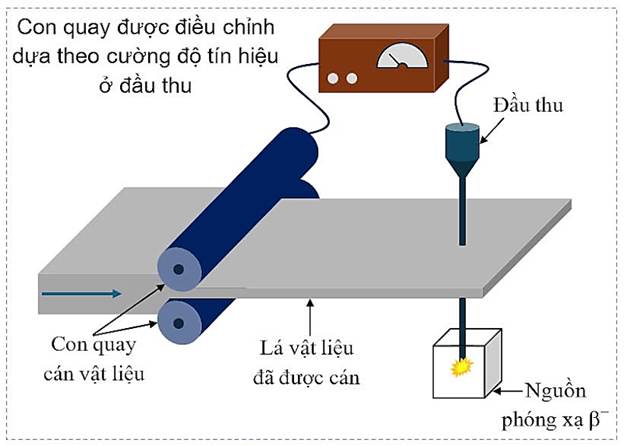 Con quay được điều chỉnh
dựa theo cường độ tín hiệu
ở đầu thu
Đầu thu
Con quay
cán vật liệu
Lá vật liệu
đã được cán
Nguồn
phóng xạ β⁻